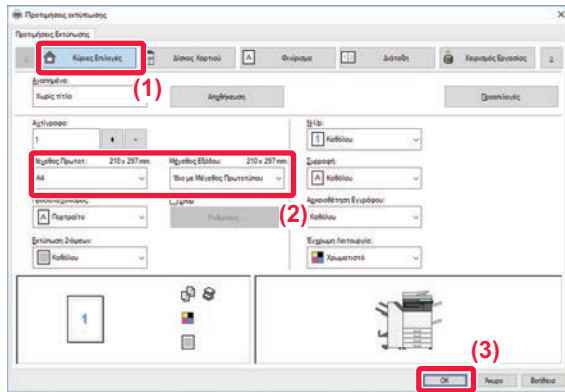 Προτιμήσεις εκτύπωσης
Προτιμήσεις Εκτύπωσης
Κύριες Επιλογές
Δίσκος Χαρτιού
Φινίρισμα
Διάταξη
Χειρισμός Εργασίας
Αγαπημένα:
Χωρίς τίτλο
(1)
Αποθήκευση
Προεπιλογές
Αντίγραφα:
1
+
-
N-Up:
1
Καθόλου
Μέγεθος Πρωτοτ.: 210 x 297 mm.
Μέγεθος Εξόδου: 210 x 297 mm.
Συρραφή:
A4
Ίδιο με Μέγεθος Πρωτοτύπου
Καθόλου
Προσανατολισμός:
(2)
Αρχειοθέτηση Εγγράφου:
Πορτραίτο
Ρυθμίσεις...
Καθόλου
Εκτύπωση 2 όψεων:
Έγχρωμη Λειτουργία:
Καθόλου
Χρωματιστό
1
(3)
OK
Άκυρο
Βοήθεια